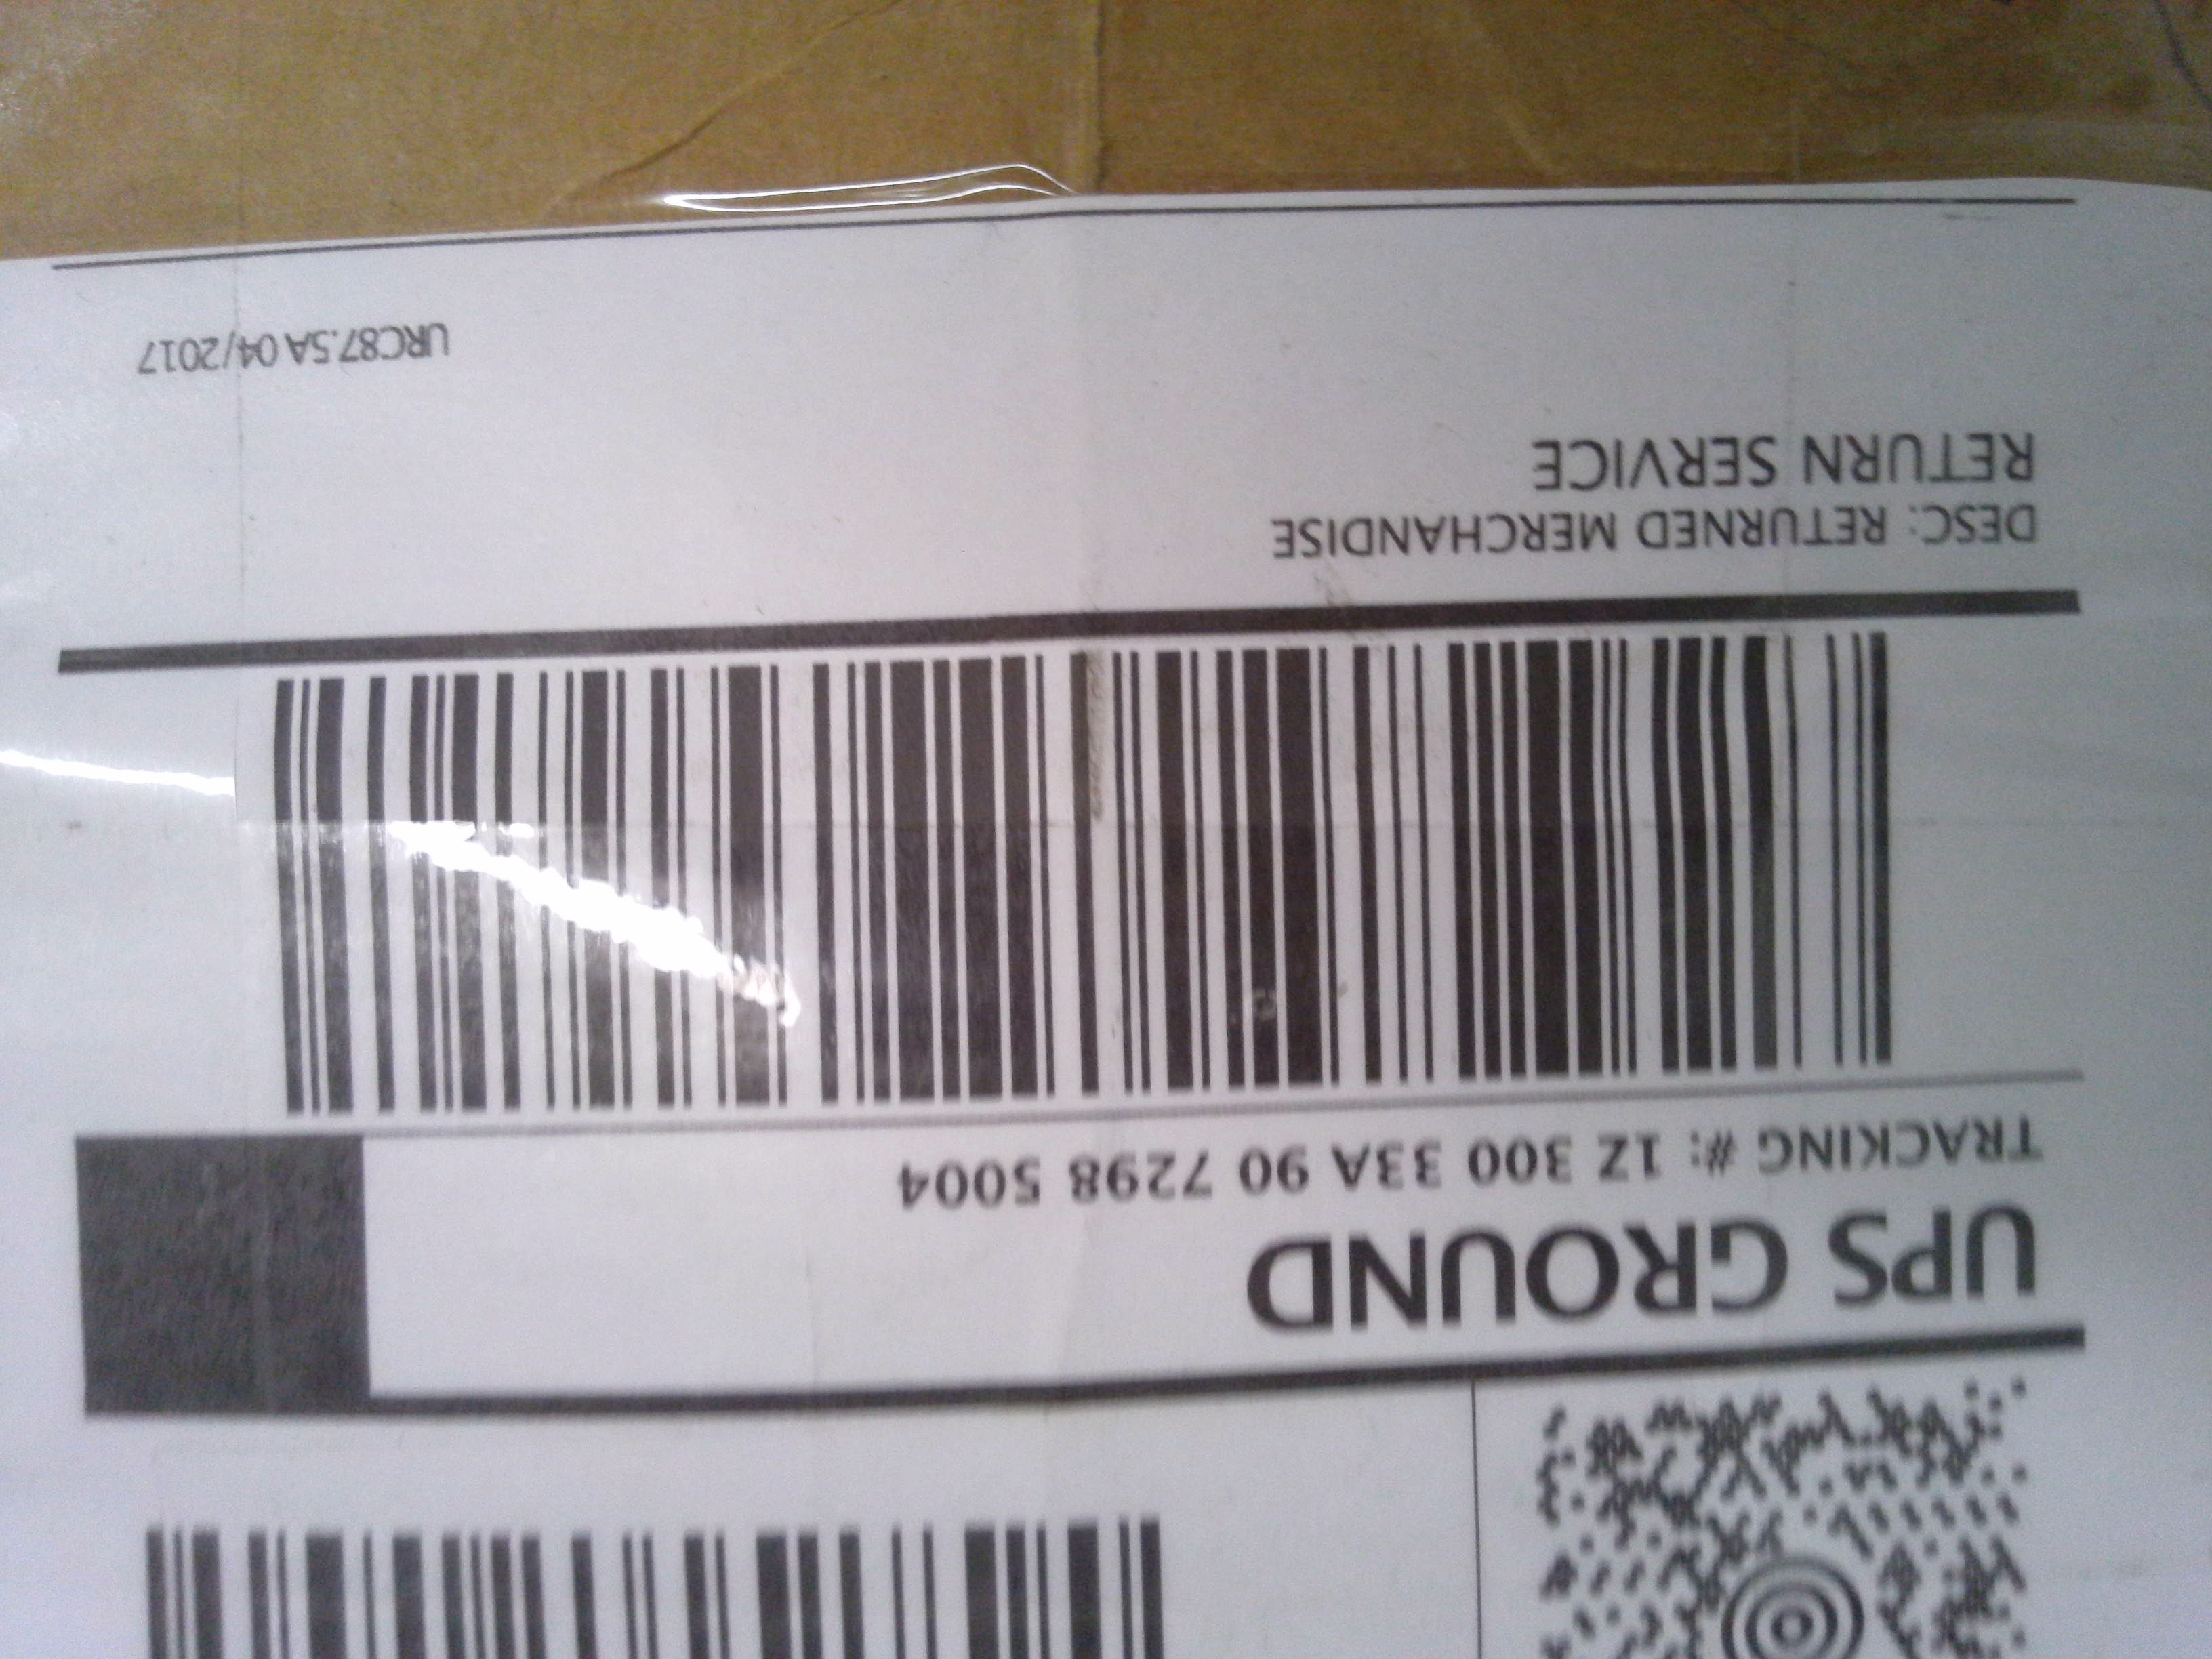 UPS GROUND
TRACKING #: 1Z 300 33A 90 7298 5004
DESC: RETURNED MERCHANDISE
RETURN SERVICE
URC87.5A 04/2017